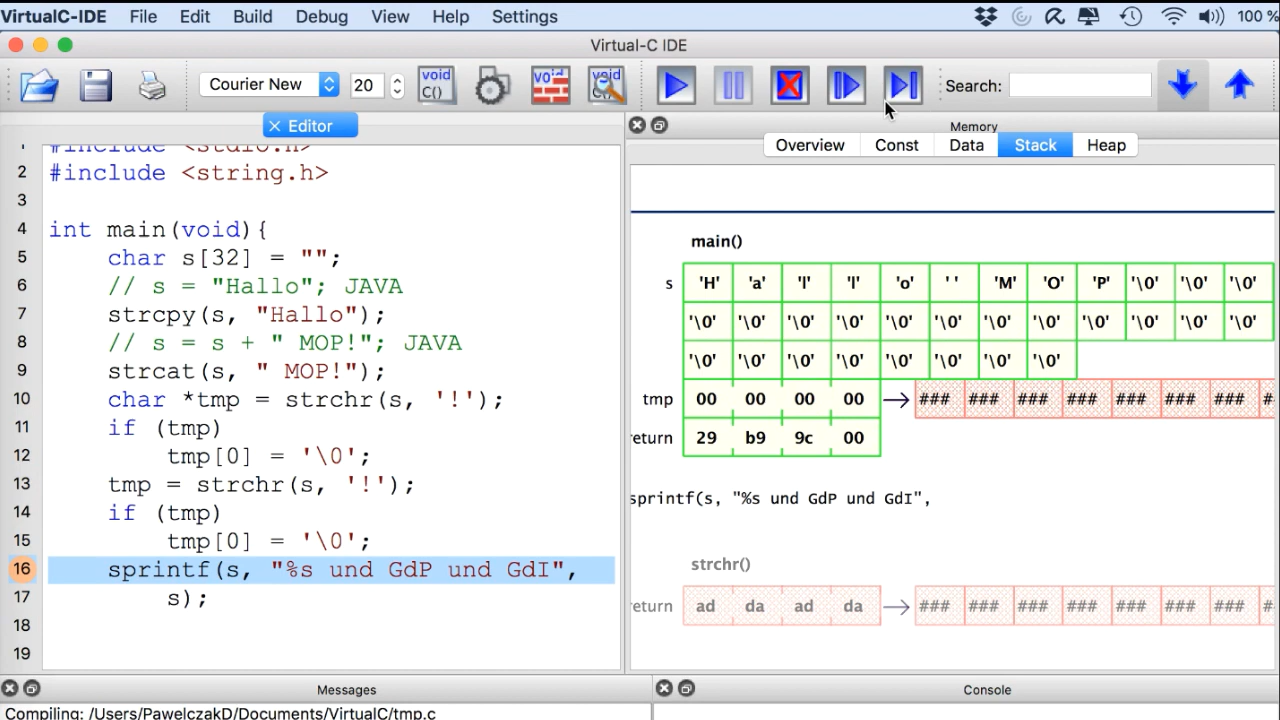 VirtualC-IDE File Edit Build Debug View Help Settings 100 %
Virtual-C IDE
Courier New 20 void C() void C() Search:
Editor
Memory
Overview Const Data Stack Heap
1 #include <stdio.h>
2 #include <string.h>
3
4 int main(void){
5 char s[32] = "";
6 // s = "Hallo"; JAVA
7 strcpy(s, "Hallo");
8 // s = s + " MOP!"; JAVA
9 strcat(s, " MOP!");
10 char *tmp = strchr(s, '!');
11 if (tmp)
12 tmp[0] = '\0';
13 tmp = strchr(s, '!');
14 if (tmp)
15 tmp[0] = '\0';
16 sprintf(s, "%s und GdP und GdI",
17 s);
18
19
main()
s 'H' 'a' 'l' 'l' 'o' ' ' 'M' 'O' 'P' '\0' '\0' '\0'
'\0' '\0' '\0' '\0' '\0' '\0' '\0' '\0' '\0' '\0' '\0' '\0'
'\0' '\0' '\0' '\0' '\0' '\0' '\0' '\0'
tmp 00 00 00 00 ### ### ### ### ### ### ### #
return 29 b9 9c 00
sprintf(s, "%s und GdP und GdI",
strchr()
return ad da ad da ### ### ### ### ### ### ###
Messages
Console
Compiling: /Users/PawelczakD/Documents/VirtualC/tmp.c